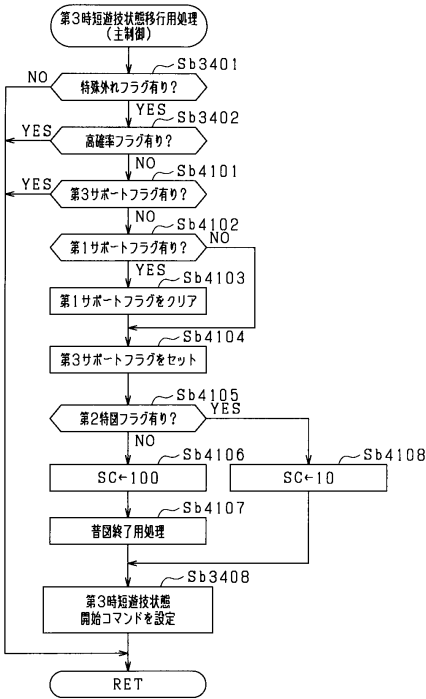 第3時短遊技状態移行用処理
（主制御）
Sb3401
NO
特殊外れフラグ有り？
YES
Sb3402
YES
高確率フラグ有り？
NO
Sb4101
YES
第3サポートフラグ有り？
NO
Sb4102
第1サポートフラグ有り？
NO
YES
Sb4103
第1サポートフラグをクリア
Sb4104
第3サポートフラグをセット
Sb4105
第2特図フラグ有り？
YES
NO
Sb4106
SC←100
Sb4108
SC←10
Sb4107
普図終了用処理
Sb3408
第3時短遊技状態
開始コマンドを設定
RET